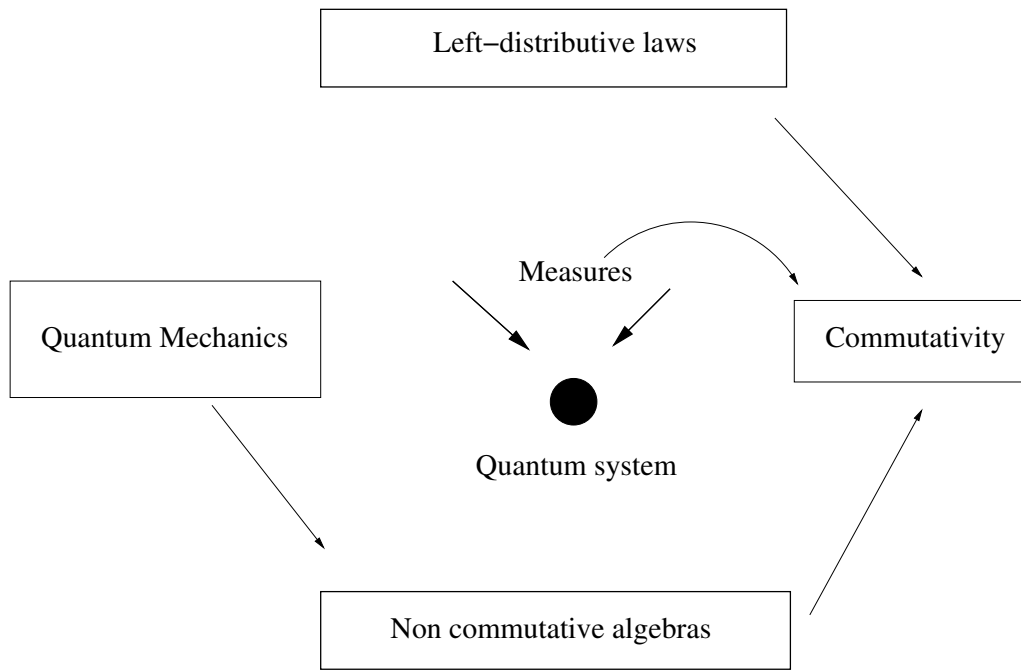 Left−distributive laws
Measures
Quantum Mechanics
Commutativity
Quantum system
Non commutative algebras